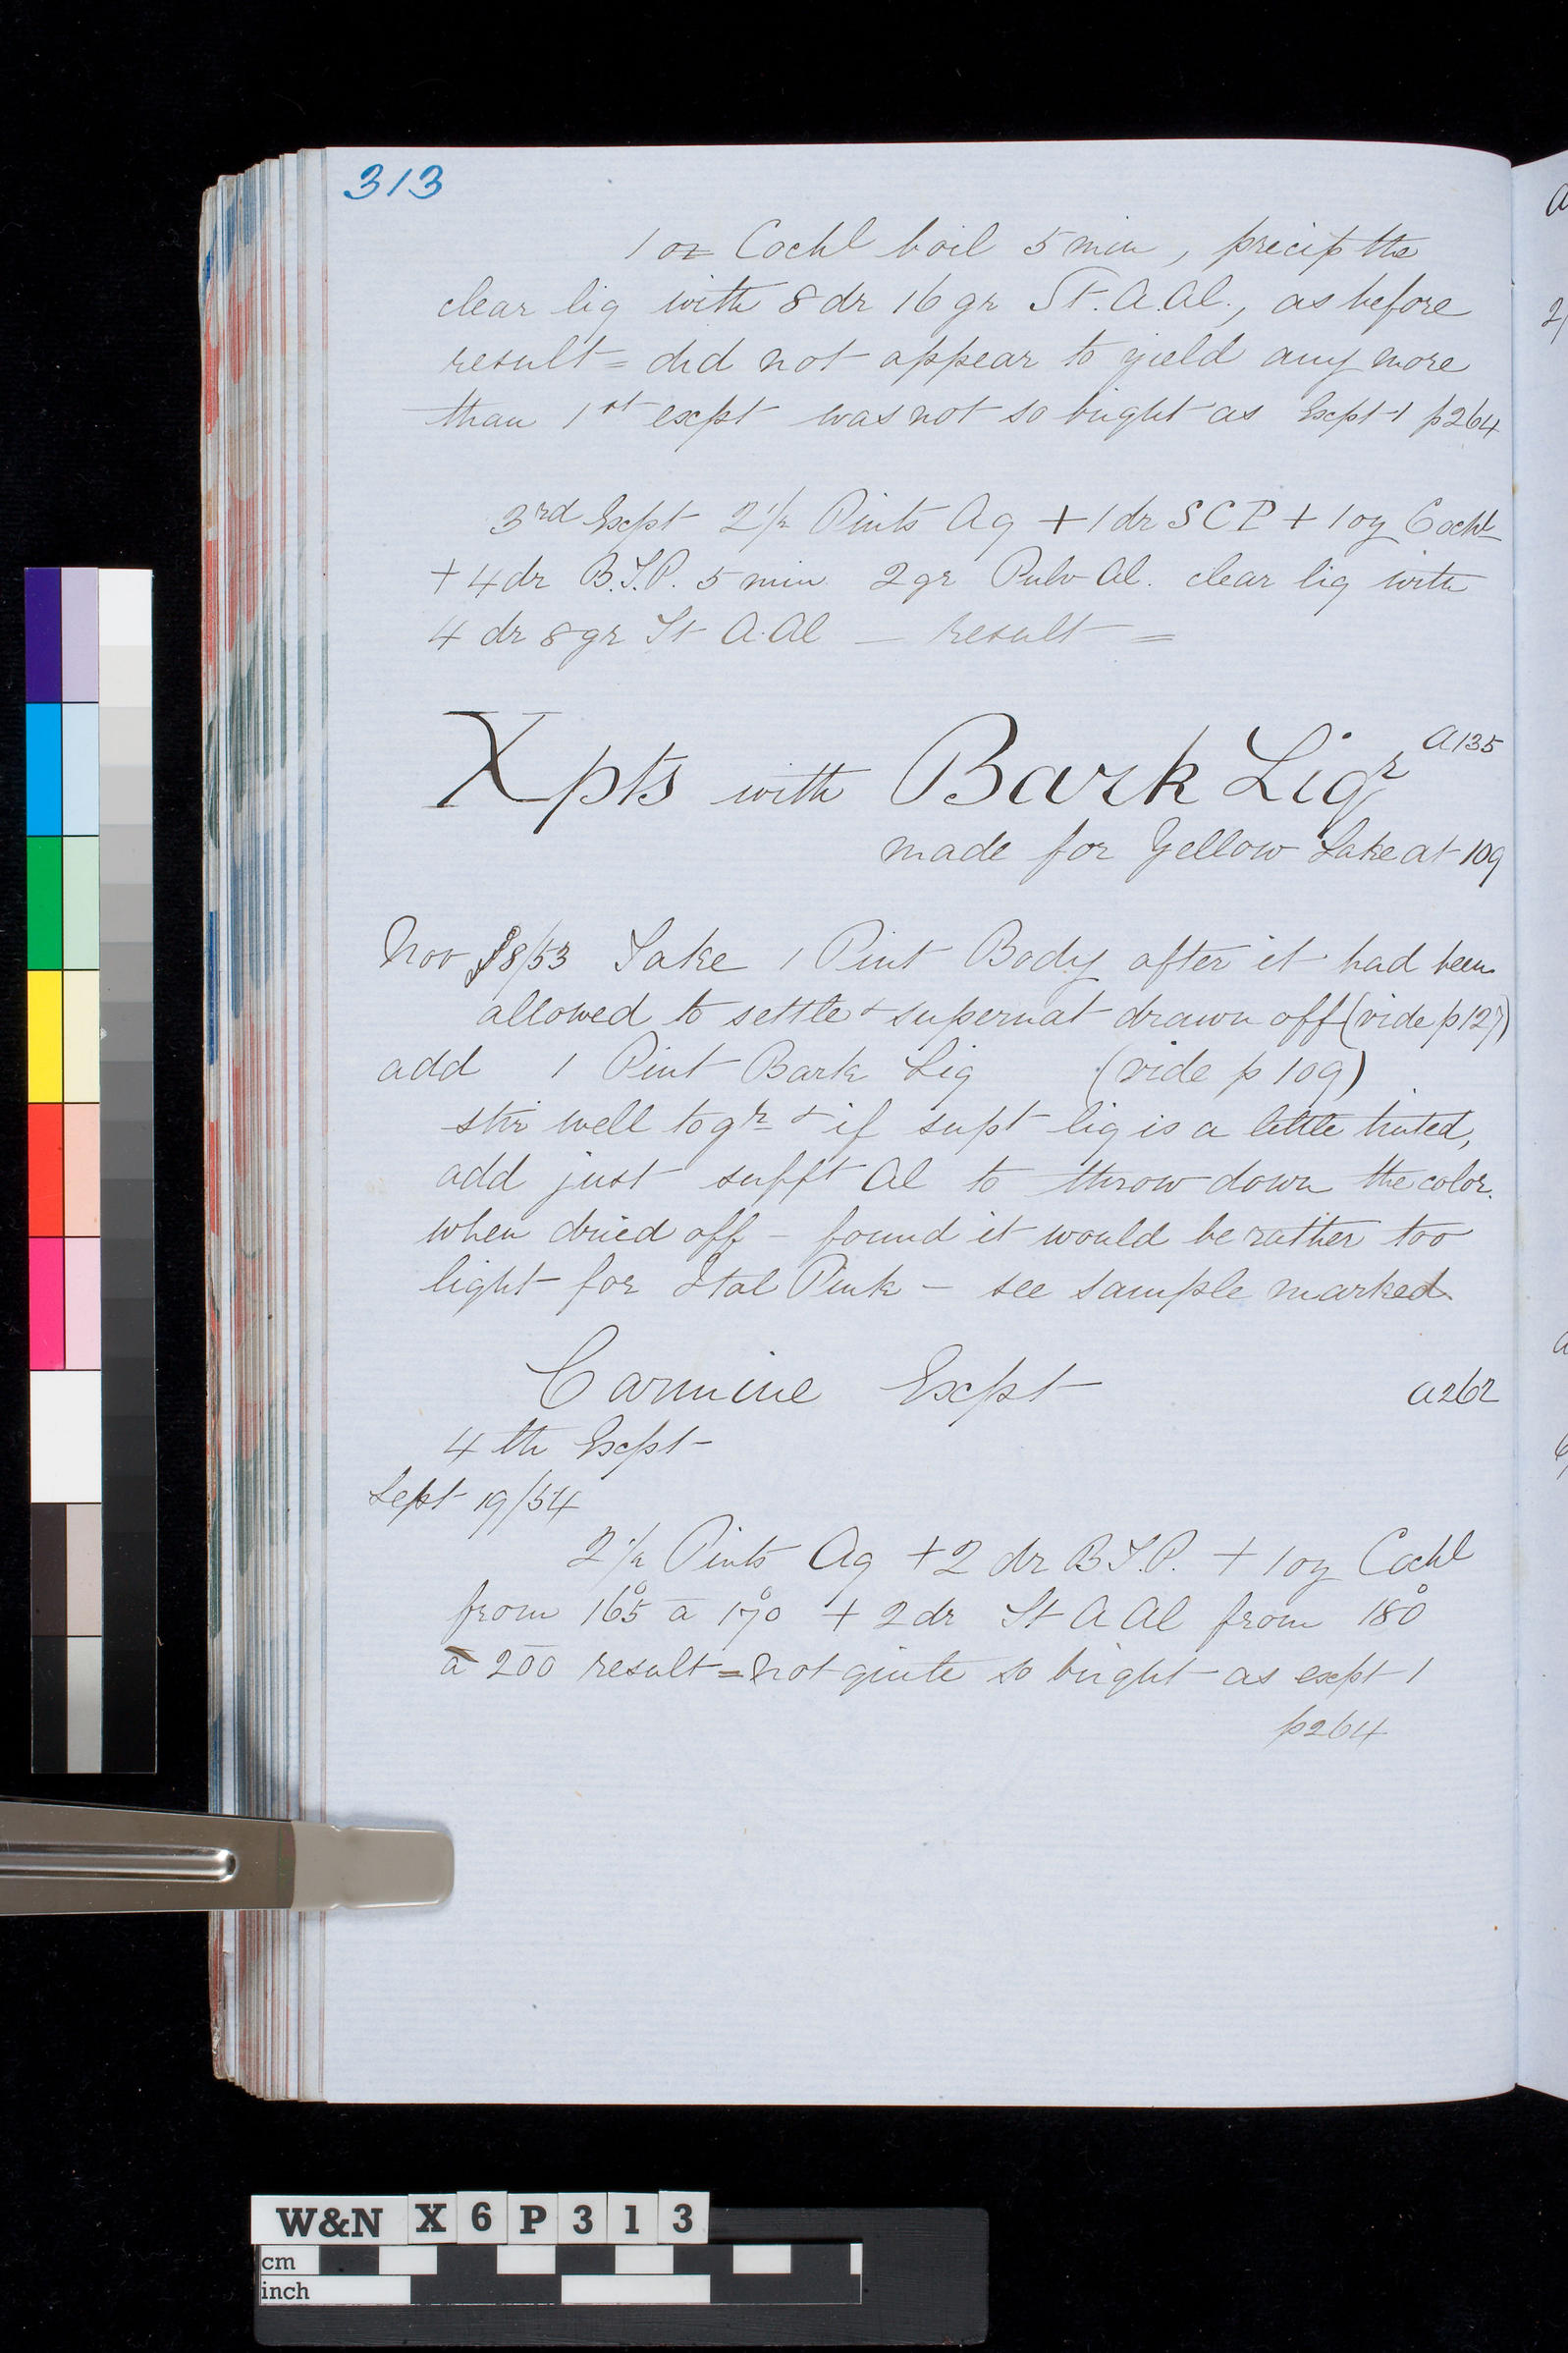 313
1 oz Cochl boil 5 min, precip the
clear liq with 8 dr 16 gr St. A. Al., as before
result = did not appear to yield any more
than 1st expt was not so bright as Expt 1 p264
3rd Expt 2 1/2 Pints Aq + 1 dr SCP + 1 oz Cochl
+ 4 dr B.T.P. 5 min 2 gr Pulv Al. clear liq with
4 dr 8 gr St A. Al — result =
Xpts with Bark Liqr A135
made for Yellow Lake at 109
Nov 8/53 Take 1 Pint Body after it had been
allowed to settle & supernat drawn off (vide p127)
add 1 Pint Bark Liq (vide p 109)
stir well togr & if supt liq is a little tinted,
add just sufft Al to throw down the color.
when dried off – found it would be rather too
light for Ital Pink – see sample marked
Carmine Expt A262
4th Expt –
Sept 19/54
2 1/2 Pints Aq + 2 dr B T.P. + 1 oz Cochl
from 165° a 170° + 2 dr St A Al from 180°
a 200 result = not quite so bright as expt 1
p264
W&N X6P313
cm
inch